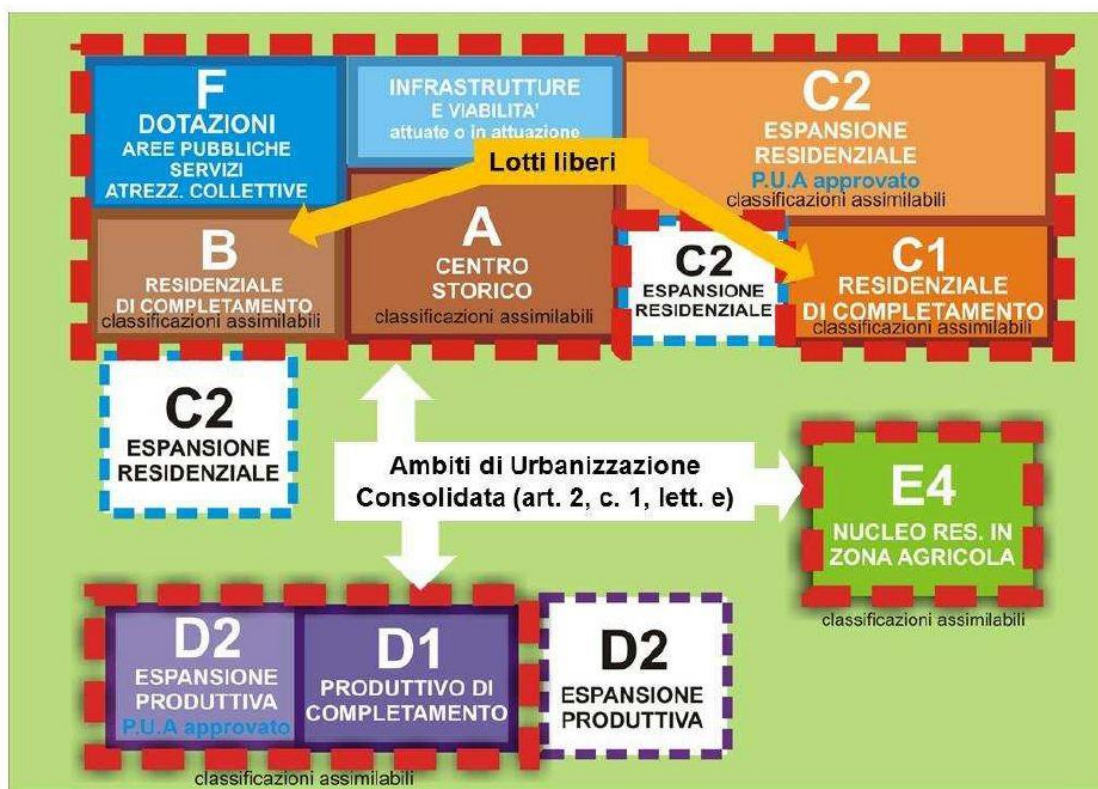 F
DOTAZIONI
AREE PUBBLICHE
SERVIZI
ATREZZ. COLLETTIVE
INFRASTRUTTURE
E VIABILITA'
attuate o in attuazione
C2
ESPANSIONE
RESIDENZIALE
P.U.A approvato
classificazioni assimilabili
Lotti liberi
B
RESIDENZIALE
DI COMPLETAMENTO
classificazioni assimilabili
A
CENTRO
STORICO
classificazioni assimilabili
C2
ESPANSIONE
RESIDENZIALE
C1
RESIDENZIALE
DI COMPLETAMENTO
classificazioni assimilabili
C2
ESPANSIONE
RESIDENZIALE
Ambiti di Urbanizzazione
Consolidata (art. 2, c. 1, lett. e)
E4
NUCLEO RES. IN
ZONA AGRICOLA
classificazioni assimilabili
D2
ESPANSIONE
PRODUTTIVA
P.U.A approvato
D1
PRODUTTIVO DI
COMPLETAMENTO
classificazioni assimilabili
D2
ESPANSIONE
PRODUTTIVA